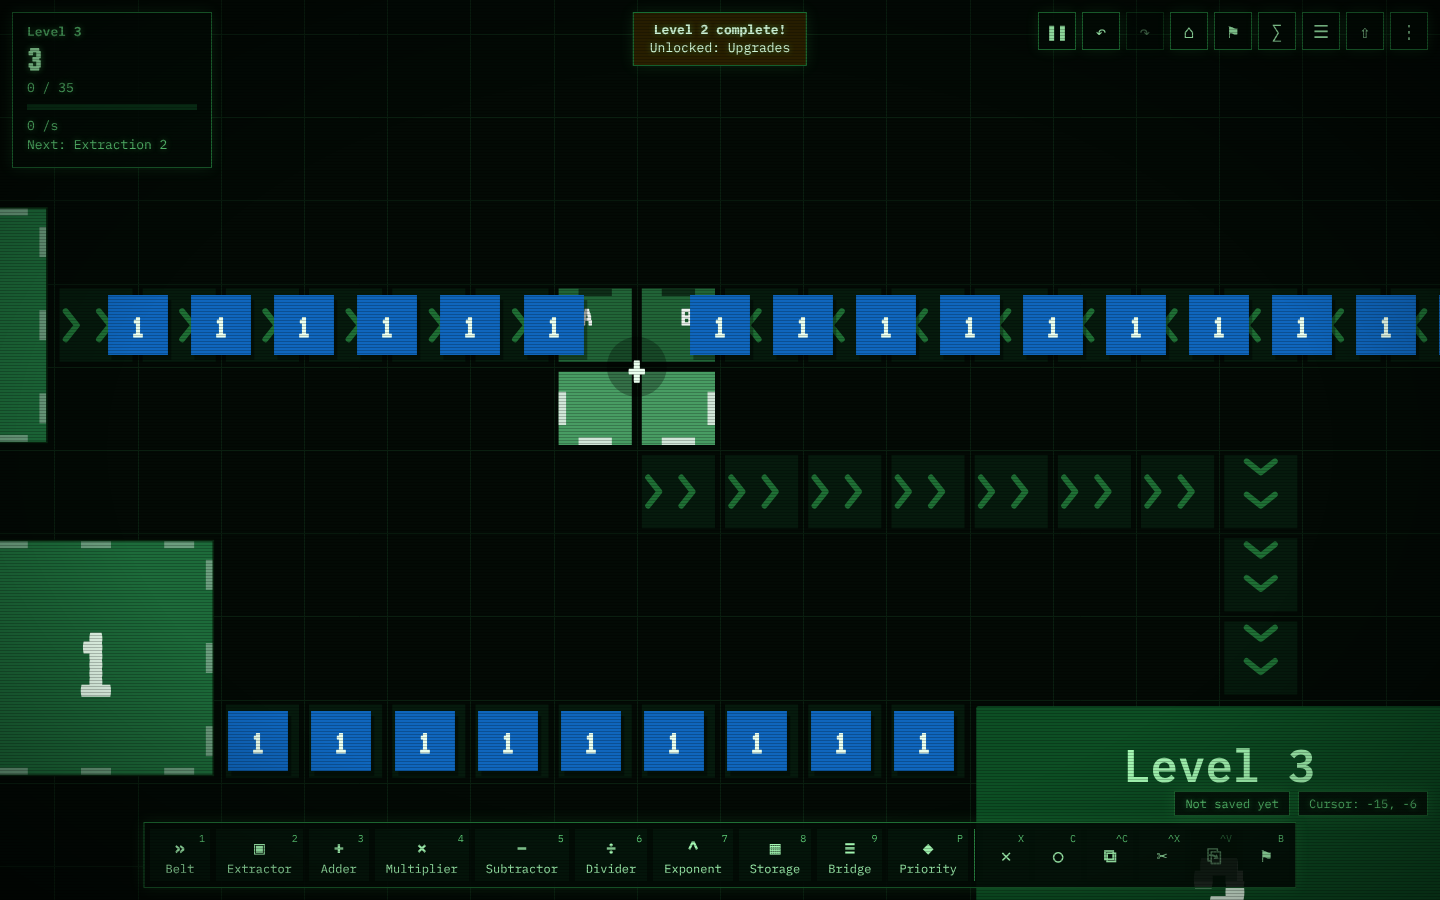 Level 3
3
0 / 35
0 /s
Next: Extraction 2
Level 2 complete!
Unlocked: Upgrades
1 1 1 1 1 1 A B 1 1 1 1 1 1 1 1 1
1
1 1 1 1 1 1 1 1 1
Level 3
Not saved yet
Cursor: -15, -6
1 2 3 4 5 6 7 8 9 P X C ^C ^X ^V B
Belt Extractor Adder Multiplier Subtractor Divider Exponent Storage Bridge Priority